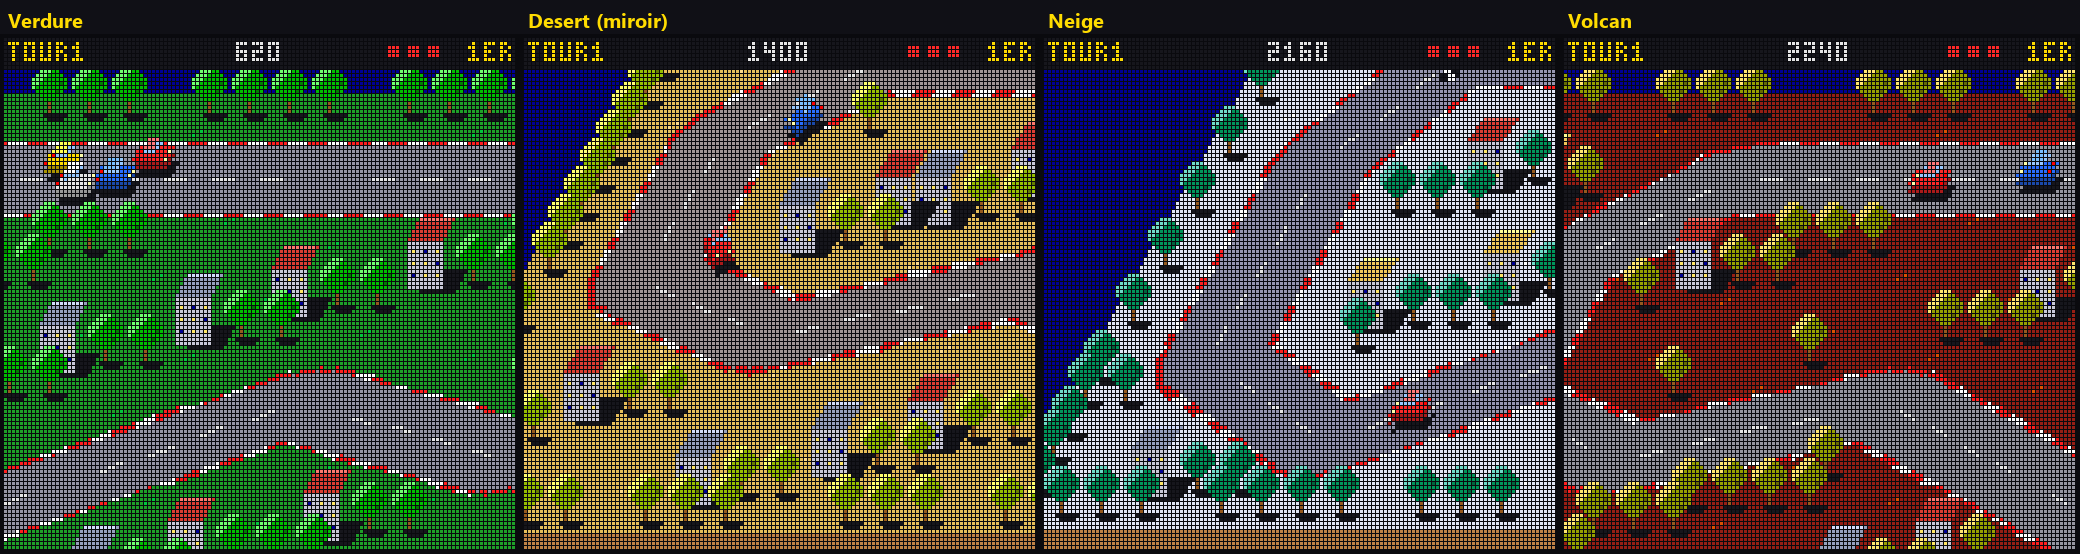 Verdure
TOUR1 620 1ER
Desert (miroir)
TOUR1 1400 1ER
Neige
TOUR1 2160 1ER
Volcan
TOUR1 2240 1ER